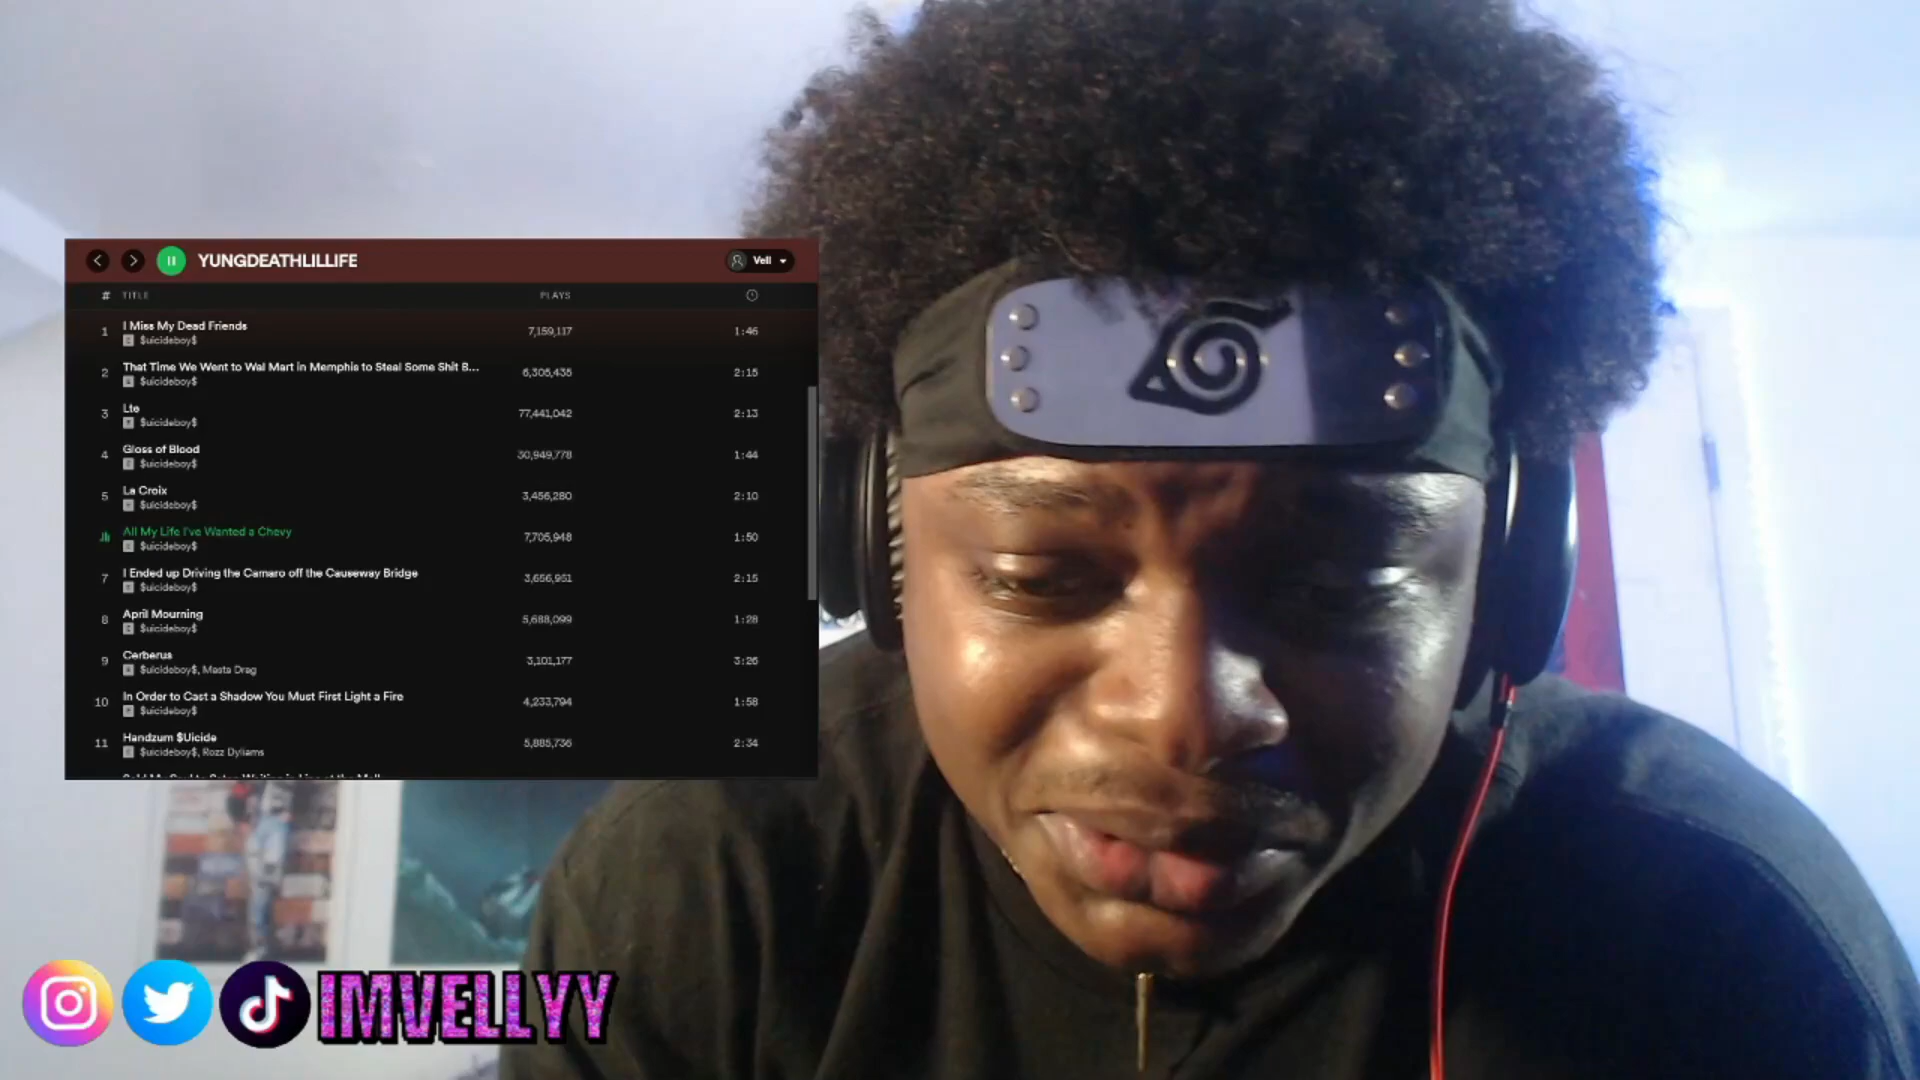 YUNGDEATHLILLIFE
Vell
# TITLE PLAYS
1 I Miss My Dead Friends 7,159,117 1:46
$uicideboy$
2 That Time We Went to Wal Mart in Memphis to Steal Some Shit B... 6,305,435 2:15
$uicideboy$
3 Lte 77,441,042 2:13
$uicideboy$
4 Gloss of Blood 30,949,778 1:44
$uicideboy$
5 La Croix 3,456,280 2:10
$uicideboy$
All My Life I've Wanted a Chevy 7,705,948 1:50
$uicideboy$
7 I Ended up Driving the Camaro off the Causeway Bridge 3,656,951 2:15
$uicideboy$
8 April Mourning 5,688,099 1:28
$uicideboy$
9 Cerberus 3,101,177 3:26
$uicideboy$, Masta Drag
10 In Order to Cast a Shadow You Must First Light a Fire 4,233,794 1:58
$uicideboy$
11 Handzum $Uicide 5,885,736 2:34
$uicideboy$, Rozz Dyliams
IMVELLYY